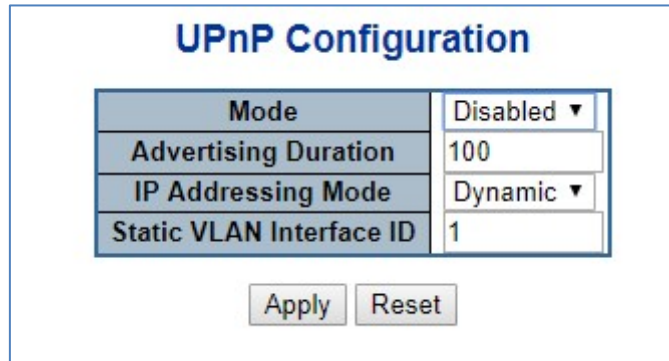 UPnP Configuration
Mode Disabled
Advertising Duration 100
IP Addressing Mode Dynamic
Static VLAN Interface ID 1
Apply Reset